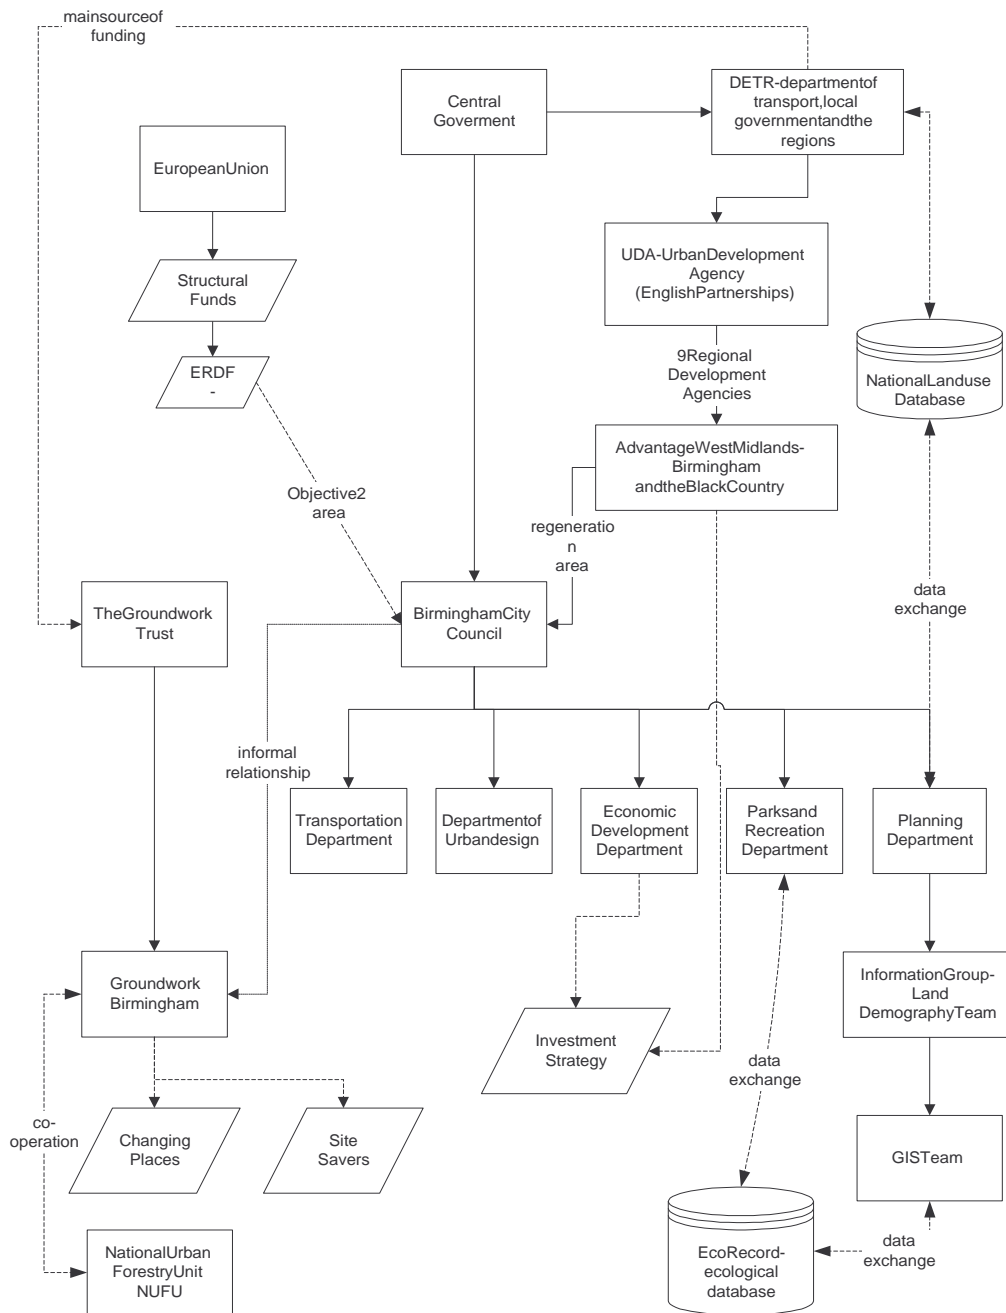 mainsourceof
funding
DETR-departmentof
transport,local
governmentandthe
regions
Central
Goverment
EuropeanUnion
UDA-UrbanDevelopment
Agency
(EnglishPartnerships)
Structural
Funds
9Regional
Development
Agencies
ERDF
-
NationalLanduse
Database
AdvantageWestMidlands-
Birmingham
andtheBlackCountry
Objective2
area
regeneratio
n
area
data
exchange
TheGroundwork
Trust
BirminghamCity
Council
informal
relationship
Transportation
Department
Departmentof
Urbandesign
Economic
Development
Department
Parksand
Recreation
Department
Planning
Department
Groundwork
Birmingham
InformationGroup-
Land
DemographyTeam
Investment
Strategy
data
exchange
co-
operation
Changing
Places
Site
Savers
GISTeam
NationalUrban
ForestryUnit
NUFU
EcoRecord-
ecological
database
data
exchange